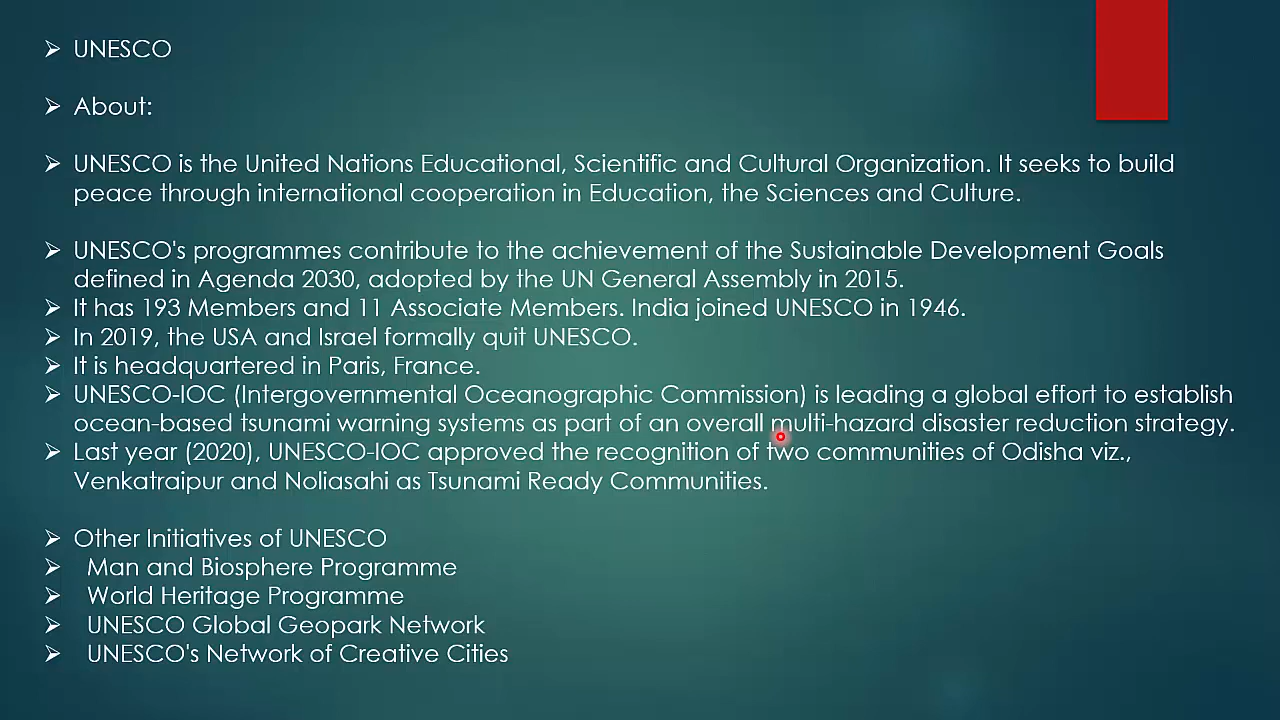 ➢ UNESCO
➢ About:
➢ UNESCO is the United Nations Educational, Scientific and Cultural Organization. It seeks to build
peace through international cooperation in Education, the Sciences and Culture.
➢ UNESCO's programmes contribute to the achievement of the Sustainable Development Goals
defined in Agenda 2030, adopted by the UN General Assembly in 2015.
➢ It has 193 Members and 11 Associate Members. India joined UNESCO in 1946.
➢ In 2019, the USA and Israel formally quit UNESCO.
➢ It is headquartered in Paris, France.
➢ UNESCO-IOC (Intergovernmental Oceanographic Commission) is leading a global effort to establish
ocean-based tsunami warning systems as part of an overall multi-hazard disaster reduction strategy.
➢ Last year (2020), UNESCO-IOC approved the recognition of two communities of Odisha viz.,
Venkatraipur and Noliasahi as Tsunami Ready Communities.
➢ Other Initiatives of UNESCO
➢ Man and Biosphere Programme
➢ World Heritage Programme
➢ UNESCO Global Geopark Network
➢ UNESCO's Network of Creative Cities